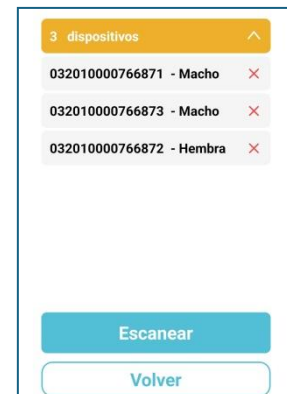 3 dispositivos
032010000766871 - Macho
032010000766873 - Macho
032010000766872 - Hembra
Escanear
Volver